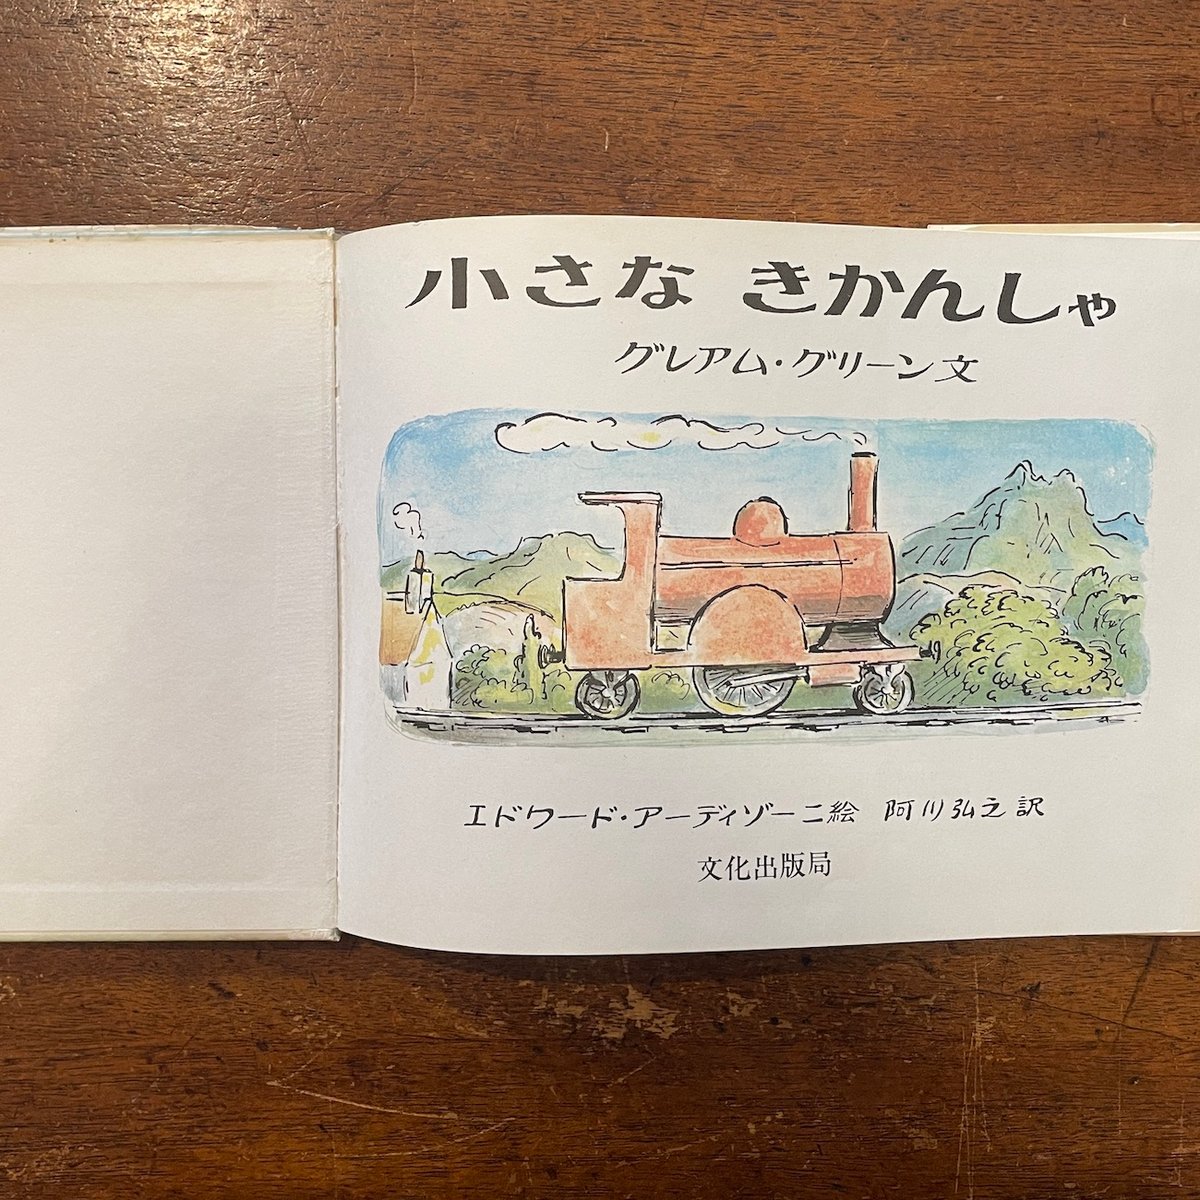 小さな きかんしゃ
グレアム・グリーン文
エドワード・アーディゾーニ絵 阿川弘之訳
文化出版局